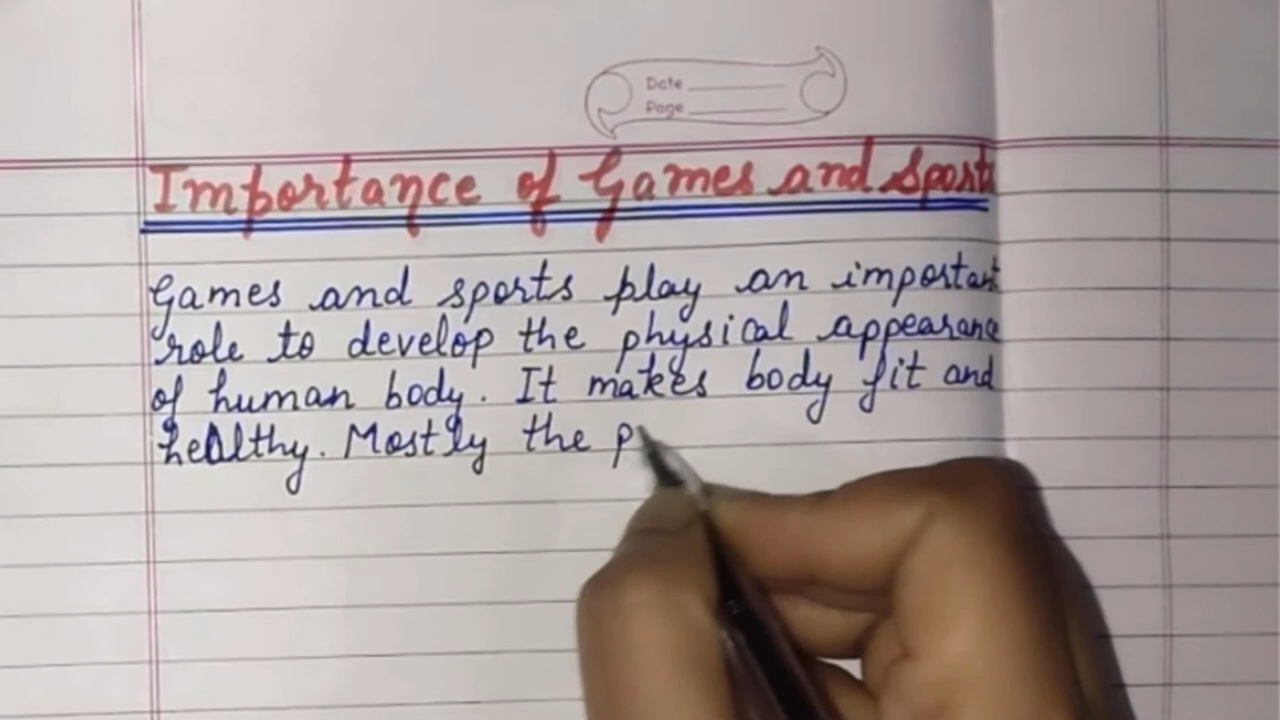 Date
Page
Importance of Games and Sports
Games and sports play an important
role to develop the physical appearance
of human body. It makes body fit and
healthy. Mostly the p